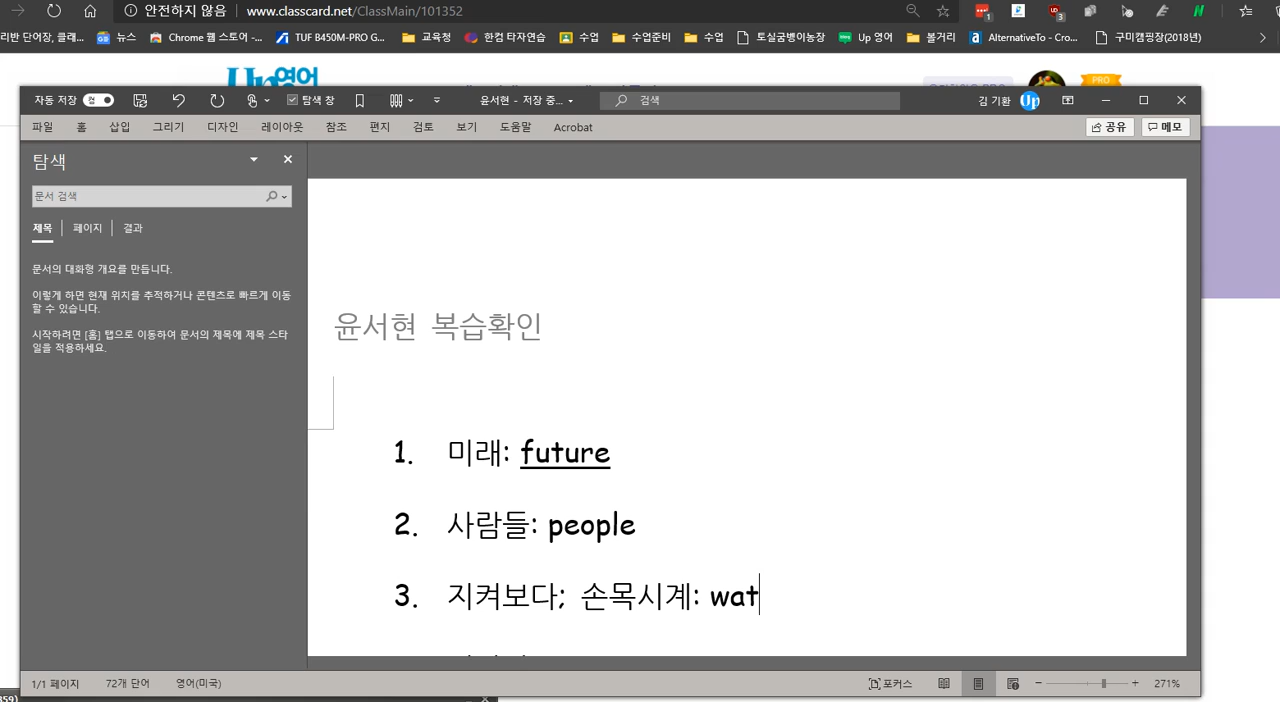 안전하지 않음 www.classcard.net/ClassMain/101352
리반 단어장, 클래... 뉴스 Chrome 웹 스토어 -... TUF B450M-PRO G... 교육청 한컴 타자연습 수업 수업준비 수업 토실굼벵이농장 Up 영어 볼거리 AlternativeTo - Cro... 구미캠핑장(2018년)
Up영어
PRO
자동 저장 탐색 창 윤서현 - 저장 중... 검색 김 기환 Up
파일 홈 삽입 그리기 디자인 레이아웃 참조 편지 검토 보기 도움말 Acrobat 공유 메모
탐색
문서 검색
제목 페이지 결과
문서의 대화형 개요를 만듭니다.
이렇게 하면 현재 위치를 추적하거나 콘텐츠로 빠르게 이동
할 수 있습니다.
시작하려면 [홈] 탭으로 이동하여 문서의 제목에 제목 스타
일을 적용하세요.
윤서현 복습확인
1. 미래: future
2. 사람들: people
3. 지켜보다; 손목시계: wat
1/1 페이지 72개 단어 영어(미국) 포커스 271%